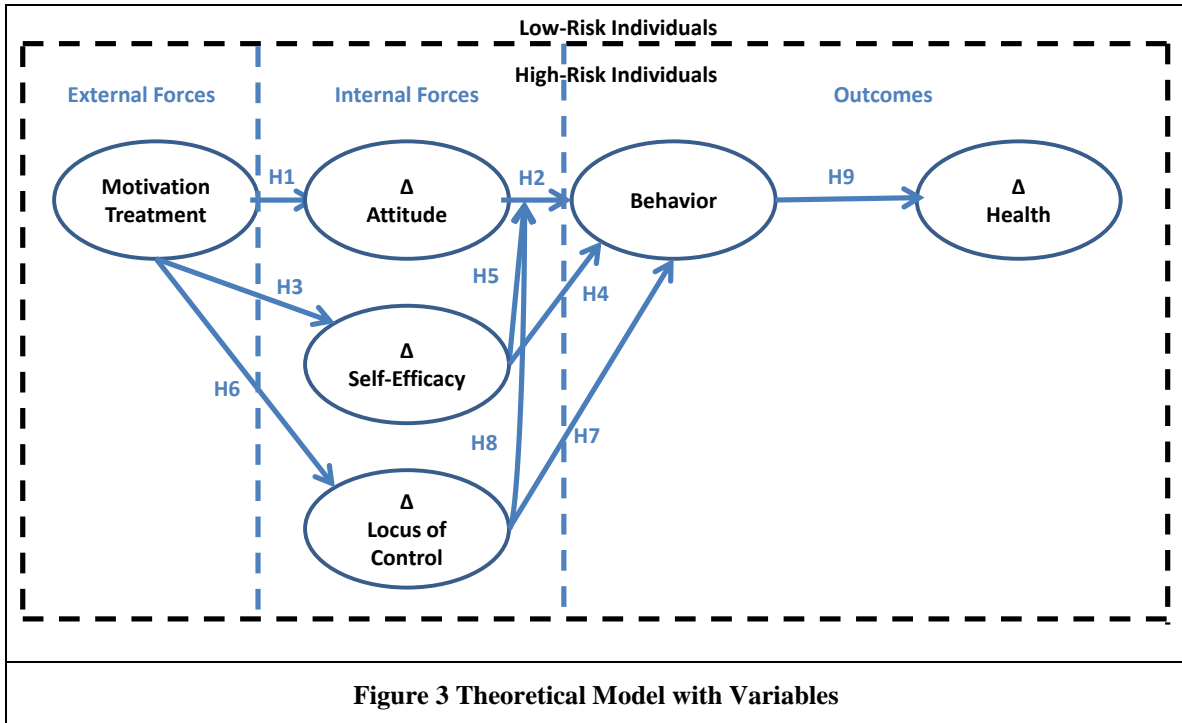 Low-Risk Individuals
High-Risk Individuals
External Forces
Internal Forces
Outcomes
Motivation
Treatment
H1
Δ
Attitude
H2
Behavior
H9
Δ
Health
H3
H5
H4
Δ
Self-Efficacy
H6
H8
H7
Δ
Locus of
Control
Figure 3 Theoretical Model with Variables